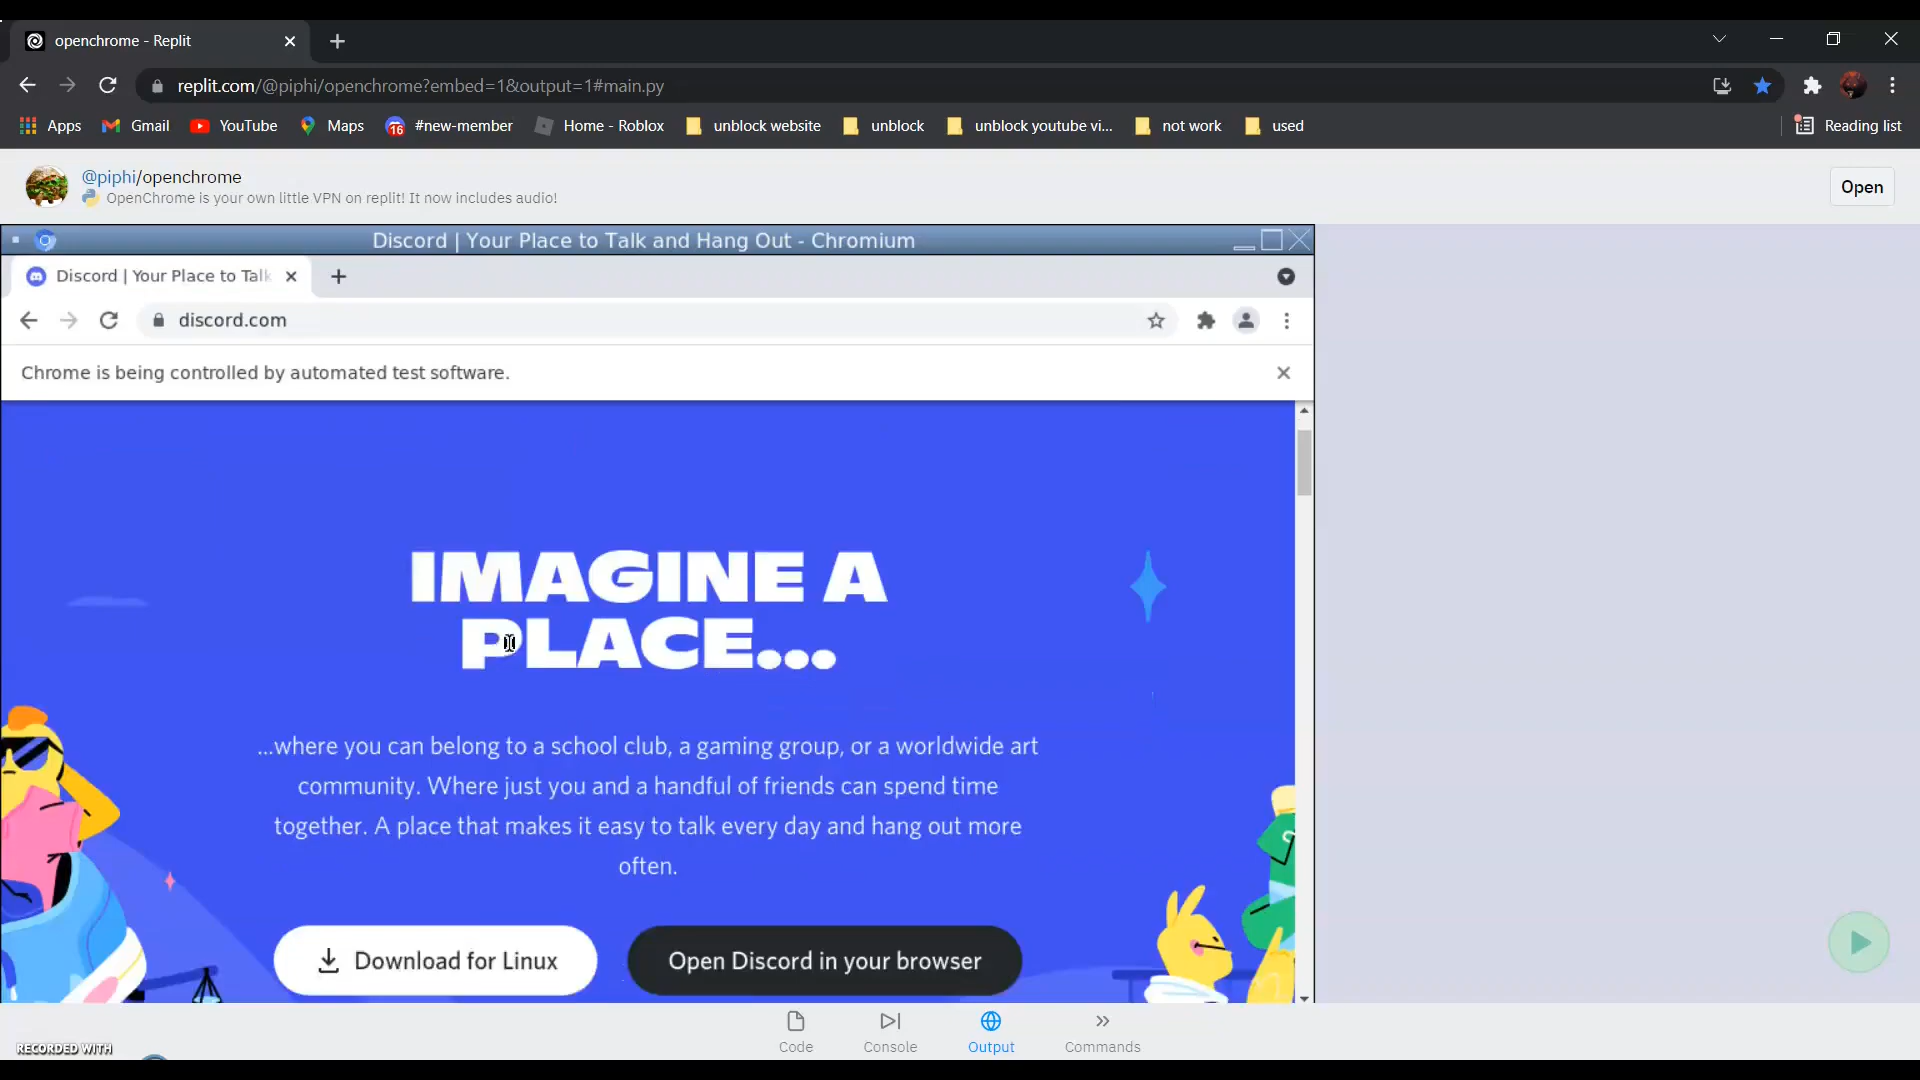 openchrome - Replit
replit.com/@piphi/openchrome?embed=1&output=1#main.py
Apps Gmail YouTube Maps 16 #new-member Home - Roblox unblock website unblock unblock youtube vi... not work used Reading list
@piphi/openchrome
OpenChrome is your own little VPN on replit! It now includes audio!
Open
Discord | Your Place to Talk and Hang Out - Chromium
Discord | Your Place to Talk
discord.com
Chrome is being controlled by automated test software.
IMAGINE A
PLACE...
...where you can belong to a school club, a gaming group, or a worldwide art
community. Where just you and a handful of friends can spend time
together. A place that makes it easy to talk every day and hang out more
often.
Download for Linux Open Discord in your browser
Code Console Output Commands
RECORDED WITH